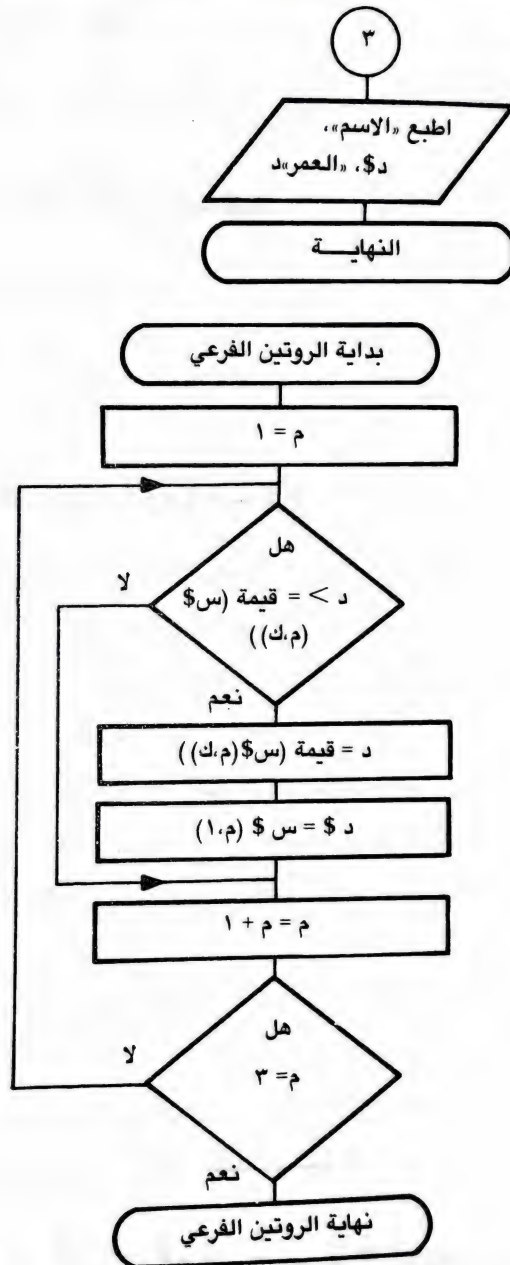 ٣
اطبع «الاسم»،
د$، «العمر»د
النهايـــة
بداية الروتين الفرعي
م = ١
هل
د > = قيمة (س$
(م،ك))
لا
نعم
د = قيمة (س$(م،ك))
د $ = س $ (م،١)
م = م + ١
هل
م= ٣
لا
نعم
نهاية الروتين الفرعي